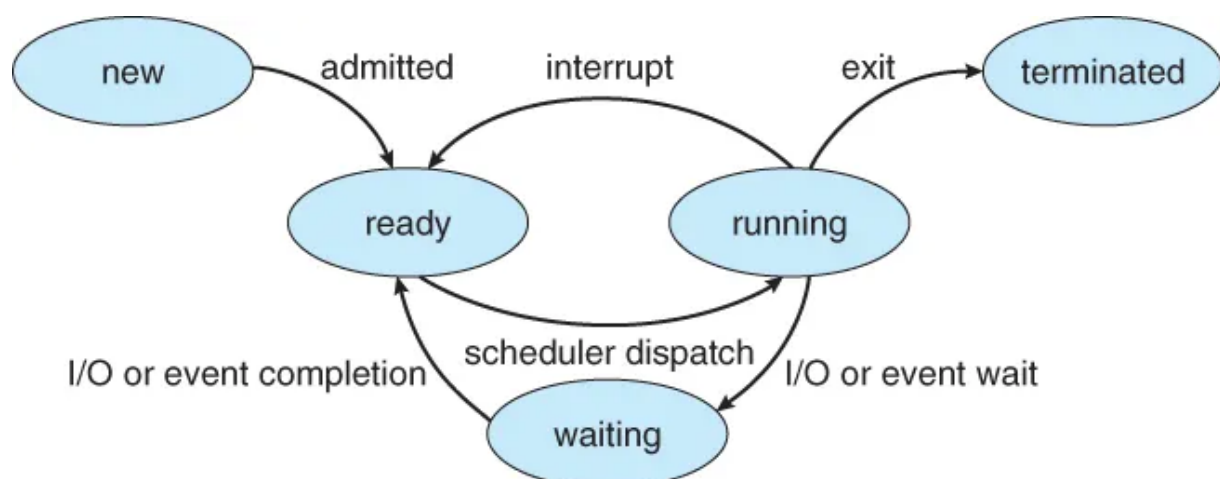 new
admitted
interrupt
exit
terminated
ready
running
scheduler dispatch
I/O or event completion
I/O or event wait
waiting